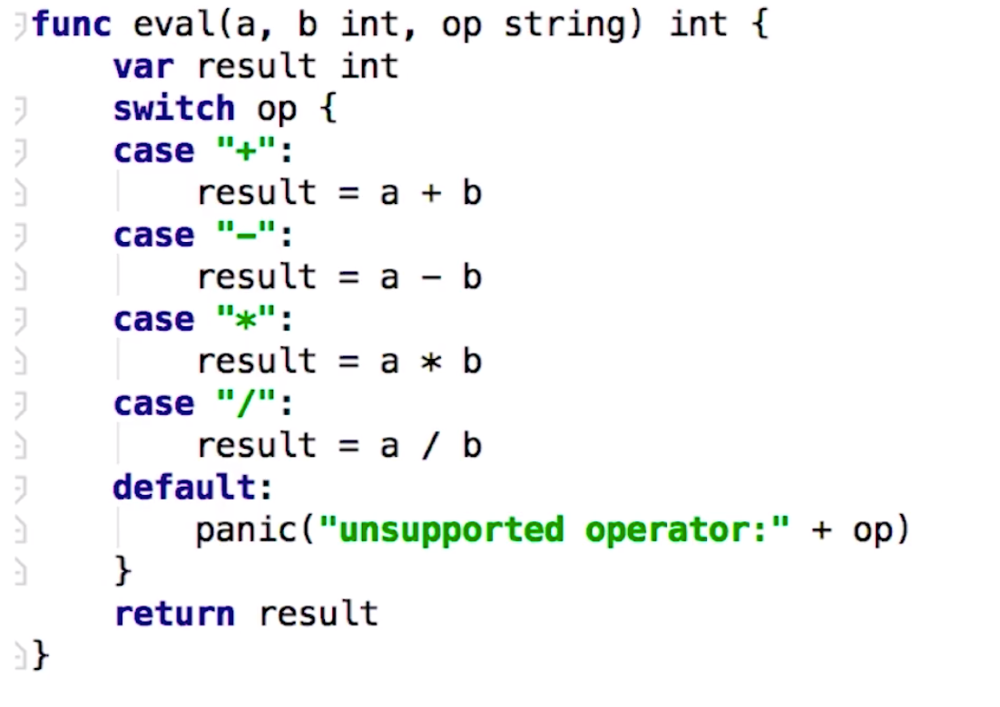 func eval(a, b int, op string) int {
    var result int
    switch op {
    case "+":
        result = a + b
    case "-":
        result = a - b
    case "*":
        result = a * b
    case "/":
        result = a / b
    default:
        panic("unsupported operator:" + op)
    }
    return result
}